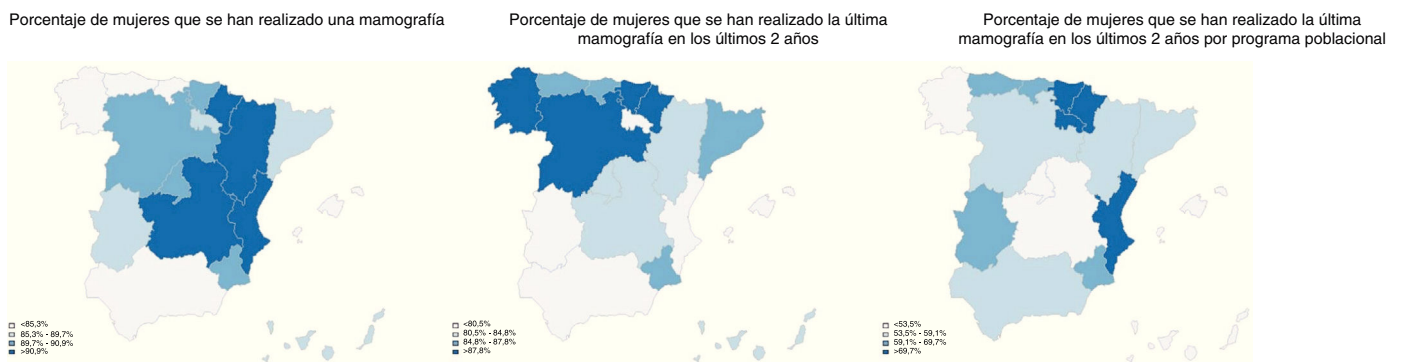 Porcentaje de mujeres que se han realizado una mamografía
Porcentaje de mujeres que se han realizado la última
mamografía en los últimos 2 años
Porcentaje de mujeres que se han realizado la última
mamografía en los últimos 2 años por programa poblacional
<85,3%
85,3% - 89,7%
89,7% - 90,9%
>90,9%
<80,5%
80,5% - 84,8%
84,8% - 87,8%
>87,8%
<53,5%
53,5% - 59,1%
59,1% - 69,7%
>69,7%